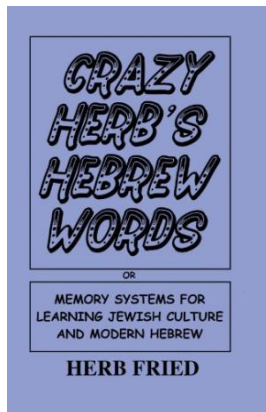 CRAZY
HERB'S
HEBREW
WORDS
OR
MEMORY SYSTEMS FOR
LEARNING JEWISH CULTURE
AND MODERN HEBREW
HERB FRIED